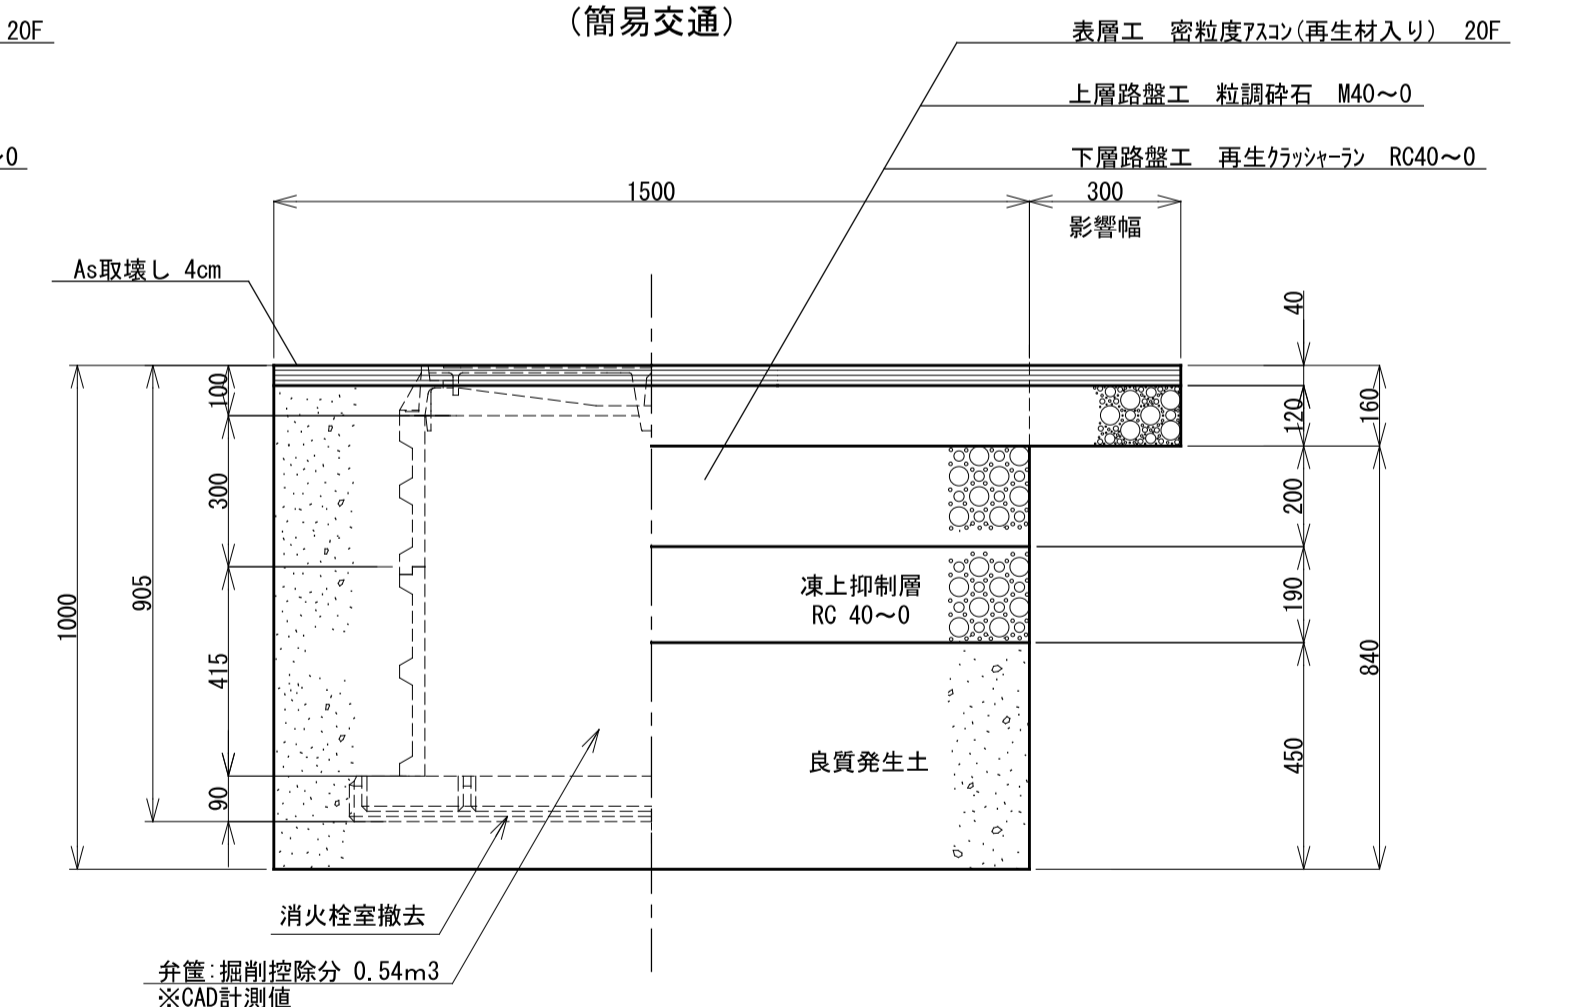 20F
(簡易交通)
表層工 密粒度ｱｽｺﾝ(再生材入り) 20F
上層路盤工 粒調砕石 M40～0
～0
下層路盤工 再生ｸﾗｯｼｬｰﾗﾝ RC40～0
1500
300
影響幅
As取壊し 4cm
40
100
120
160
300
200
905
1000
凍上抑制層
RC 40～0
190
415
840
良質発生土
450
90
消火栓室撤去
弁筐:掘削控除分 0.54m3
※CAD計測値